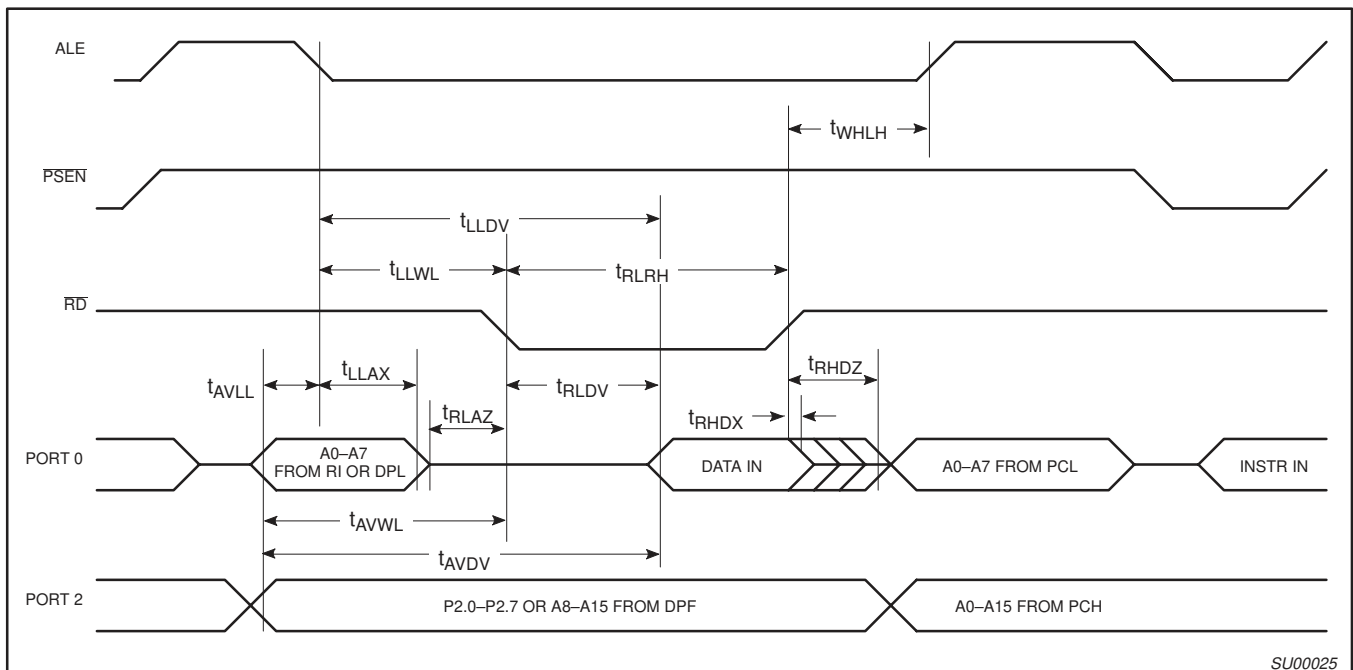 ALE
tWHLH
PSEN
tLLDV
tLLWL
tRLRH
RD
tAVLL
tLLAX
tRLDV
tRHDZ
tRLAZ
tRHDX
PORT 0
A0–A7
FROM RI OR DPL
DATA IN
A0–A7 FROM PCL
INSTR IN
tAVWL
tAVDV
PORT 2
P2.0–P2.7 OR A8–A15 FROM DPF
A0–A15 FROM PCH
SU00025